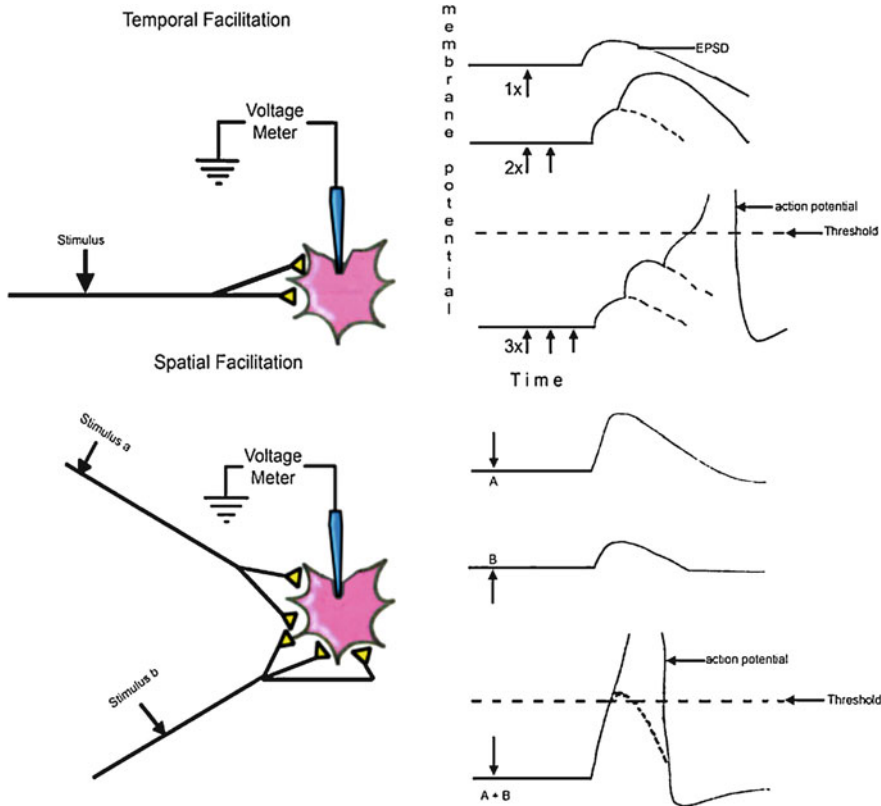 Temporal Facilitation
membrane potential
EPSD
1x
Voltage
Meter
2x
action potential
Stimulus
Threshold
3x
Time
Spatial Facilitation
Stimulus a
Voltage
Meter
A
B
action potential
Stimulus b
Threshold
A + B